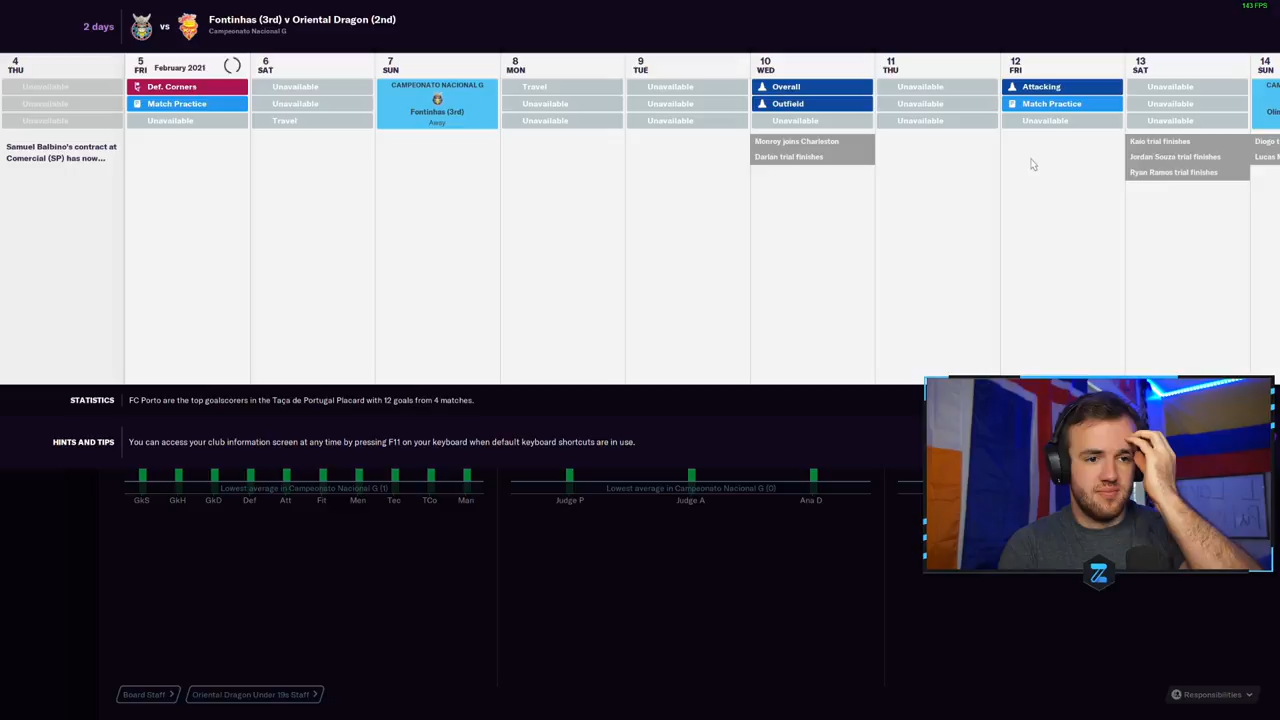 143 FPS
2 days
vs
Fontinhas (3rd) v Oriental Dragon (2nd)
Campeonato Nacional G
4
THU
Unavailable
Unavailable
Unavailable
Samuel Balbino's contract at
Comercial (SP) has now...
5
FRI
February 2021
Def. Corners
Match Practice
Unavailable
6
SAT
Unavailable
Unavailable
Travel
7
SUN
CAMPEONATO NACIONAL G
Fontinhas (3rd)
Away
8
MON
Travel
Unavailable
Unavailable
9
TUE
Unavailable
Unavailable
Unavailable
10
WED
Overall
Outfield
Unavailable
Monroy joins Charleston
Darlan trial finishes
11
THU
Unavailable
Unavailable
Unavailable
12
FRI
Attacking
Match Practice
Unavailable
13
SAT
Unavailable
Unavailable
Unavailable
Kaio trial finishes
Jordan Souza trial finishes
Ryan Ramos trial finishes
14
SUN
STATISTICS
FC Porto are the top goalscorers in the Taça de Portugal Placard with 12 goals from 4 matches.
HINTS AND TIPS
You can access your club information screen at any time by pressing F11 on your keyboard when default keyboard shortcuts are in use.
Lowest average in Campeonato Nacional G (1)
GkS GkH GkD Def Att Fit Men Tec TCo Man
Lowest average in Campeonato Nacional G (0)
Judge P Judge A Ana D
Board Staff
Oriental Dragon Under 19s Staff
Responsibilities